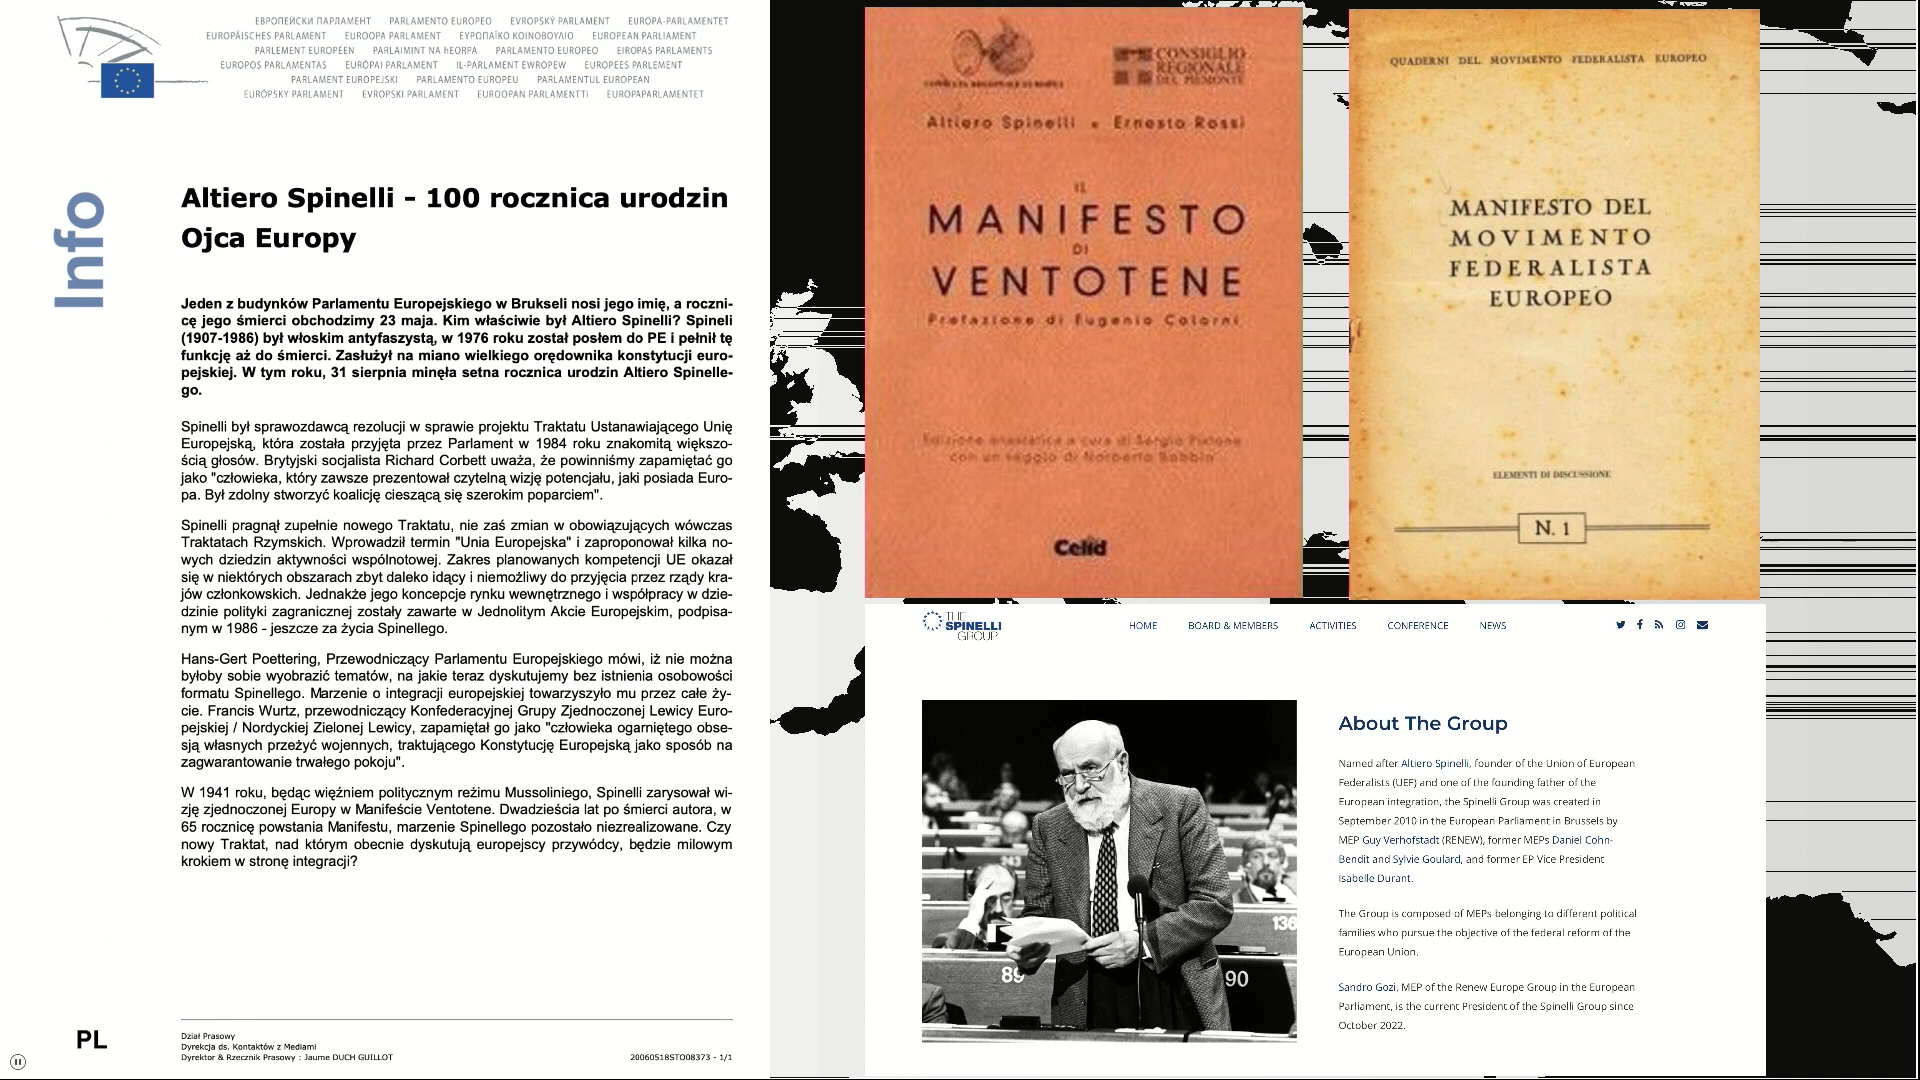 ЕВРОПЕЙСКИ ПАРЛАМЕНТ PARLAMENTO EUROPEO EVROPSKÝ PARLAMENT EUROPA-PARLAMENTET
EUROPÄISCHES PARLAMENT EUROOPA PARLAMENT ΕΥΡΩΠΑΪΚΟ ΚΟΙΝΟΒΟΥΛΙΟ EUROPEAN PARLIAMENT
PARLEMENT EUROPÉEN PARLAIMINT NA hEORPA PARLAMENTO EUROPEO EIROPAS PARLAMENTS
EUROPOS PARLAMENTAS EURÓPAI PARLAMENT IL-PARLAMENT EWROPEW EUROPEES PARLEMENT
PARLAMENT EUROPEJSKI PARLAMENTO EUROPEU PARLAMENTUL EUROPEAN
EURÓPSKY PARLAMENT EVROPSKI PARLAMENT EUROOPAN PARLAMENTTI EUROPAPARLAMENTET
Info
Altiero Spinelli - 100 rocznica urodzin
Ojca Europy
Jeden z budynków Parlamentu Europejskiego w Brukseli nosi jego imię, a roczni-
cę jego śmierci obchodzimy 23 maja. Kim właściwie był Altiero Spinelli? Spineli
(1907-1986) był włoskim antyfaszystą, w 1976 roku został posłem do PE i pełnił tę
funkcję aż do śmierci. Zasłużył na miano wielkiego orędownika konstytucji euro-
pejskiej. W tym roku, 31 sierpnia minęła setna rocznica urodzin Altiero Spinelle-
go.
Spinelli był sprawozdawcą rezolucji w sprawie projektu Traktatu Ustanawiającego Unię
Europejską, która została przyjęta przez Parlament w 1984 roku znakomitą większo-
ścią głosów. Brytyjski socjalista Richard Corbett uważa, że powinniśmy zapamiętać go
jako "człowieka, który zawsze prezentował czytelną wizję potencjału, jaki posiada Euro-
pa. Był zdolny stworzyć koalicję cieszącą się szerokim poparciem".
Spinelli pragnął zupełnie nowego Traktatu, nie zaś zmian w obowiązujących wówczas
Traktatach Rzymskich. Wprowadził termin "Unia Europejska" i zaproponował kilka no-
wych dziedzin aktywności wspólnotowej. Zakres planowanych kompetencji UE okazał
się w niektórych obszarach zbyt daleko idący i niemożliwy do przyjęcia przez rządy kra-
jów członkowskich. Jednakże jego koncepcje rynku wewnętrznego i współpracy w dzie-
dzinie polityki zagranicznej zostały zawarte w Jednolitym Akcie Europejskim, podpisa-
nym w 1986 - jeszcze za życia Spinellego.
Hans-Gert Poettering, Przewodniczący Parlamentu Europejskiego mówi, iż nie można
byłoby sobie wyobrazić tematów, na jakie teraz dyskutujemy bez istnienia osobowości
formatu Spinellego. Marzenie o integracji europejskiej towarzyszyło mu przez całe ży-
cie. Francis Wurtz, przewodniczący Konfederacyjnej Grupy Zjednoczonej Lewicy Euro-
pejskiej / Nordyckiej Zielonej Lewicy, zapamiętał go jako "człowieka ogarniętego obse-
sją własnych przeżyć wojennych, traktującego Konstytucję Europejską jako sposób na
zagwarantowanie trwałego pokoju".
W 1941 roku, będąc więźniem politycznym reżimu Mussoliniego, Spinelli zarysował wi-
zję zjednoczonej Europy w Manifeście Ventotene. Dwadzieścia lat po śmierci autora, w
65 rocznicę powstania Manifestu, marzenie Spinellego pozostało niezrealizowane. Czy
nowy Traktat, nad którym obecnie dyskutują europejscy przywódcy, będzie milowym
krokiem w stronę integracji?
PL
Dział Prasowy
Dyrekcja ds. Kontaktów z Mediami
Dyrektor & Rzecznik Prasowy : Jaume DUCH GUILLOT
20060518STO08373 - 1/1
CONSIGLIO
REGIONALE
DEL PIEMONTE
Altiero Spinelli • Ernesto Rossi
IL
MANIFESTO
DI
VENTOTENE
Prefazione di Eugenio Colorni
Edizione anastatica a cura di Sergio Pistone
con un saggio di Norberto Bobbio
Celid
QUADERNI DEL MOVIMENTO FEDERALISTA EUROPEO
MANIFESTO DEL
MOVIMENTO
FEDERALISTA
EUROPEO
ELEMENTI DI DISCUSSIONE
N. 1
THE
SPINELLI
GROUP
HOME BOARD & MEMBERS ACTIVITIES CONFERENCE NEWS
243
136
89
90
About The Group
Named after Altiero Spinelli, founder of the Union of European
Federalists (UEF) and one of the founding father of the
European integration, the Spinelli Group was created in
September 2010 in the European Parliament in Brussels by
MEP Guy Verhofstadt (RENEW), former MEPs Daniel Cohn-
Bendit and Sylvie Goulard, and former EP Vice President
Isabelle Durant.
The Group is composed of MEPs belonging to different political
families who pursue the objective of the federal reform of the
European Union.
Sandro Gozi, MEP of the Renew Europe Group in the European
Parliament, is the current President of the Spinelli Group since
October 2022.